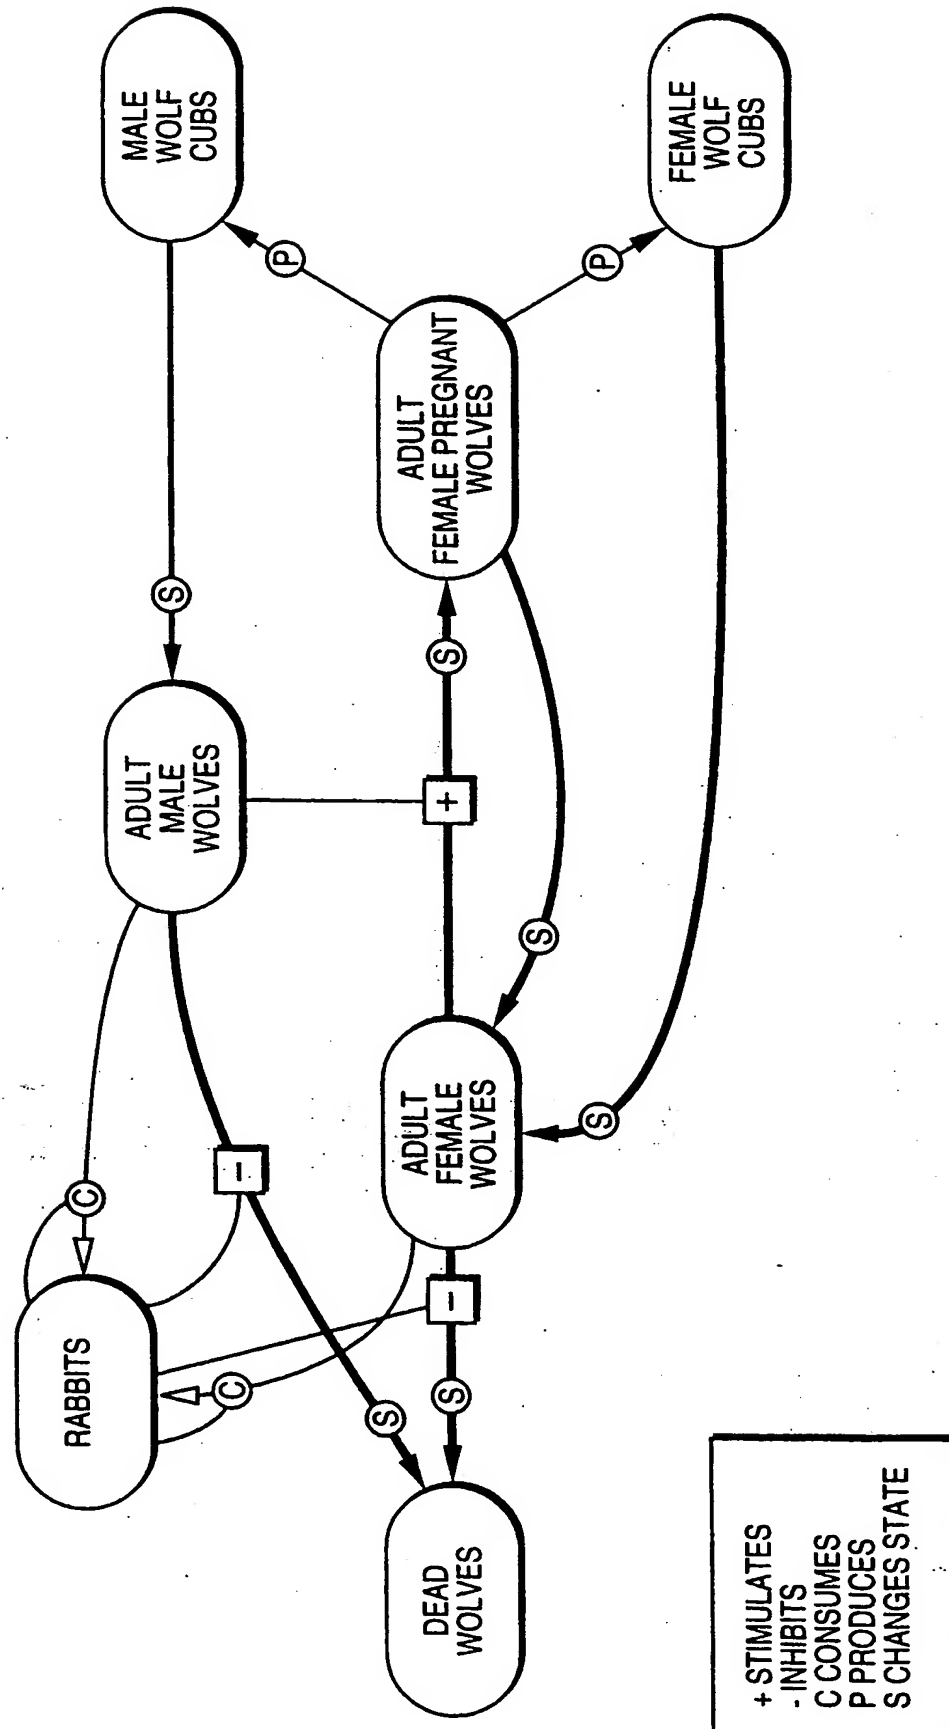 RABBITS
C
C
-
-
DEAD
WOLVES
S
S
ADULT
MALE
WOLVES
ADULT
FEMALE
WOLVES
+
S
S
S
S
MALE
WOLF
CUBS
ADULT
FEMALE PREGNANT
WOLVES
P
P
FEMALE
WOLF
CUBS
+ STIMULATES
- INHIBITS
C CONSUMES
P PRODUCES
S CHANGES STATE